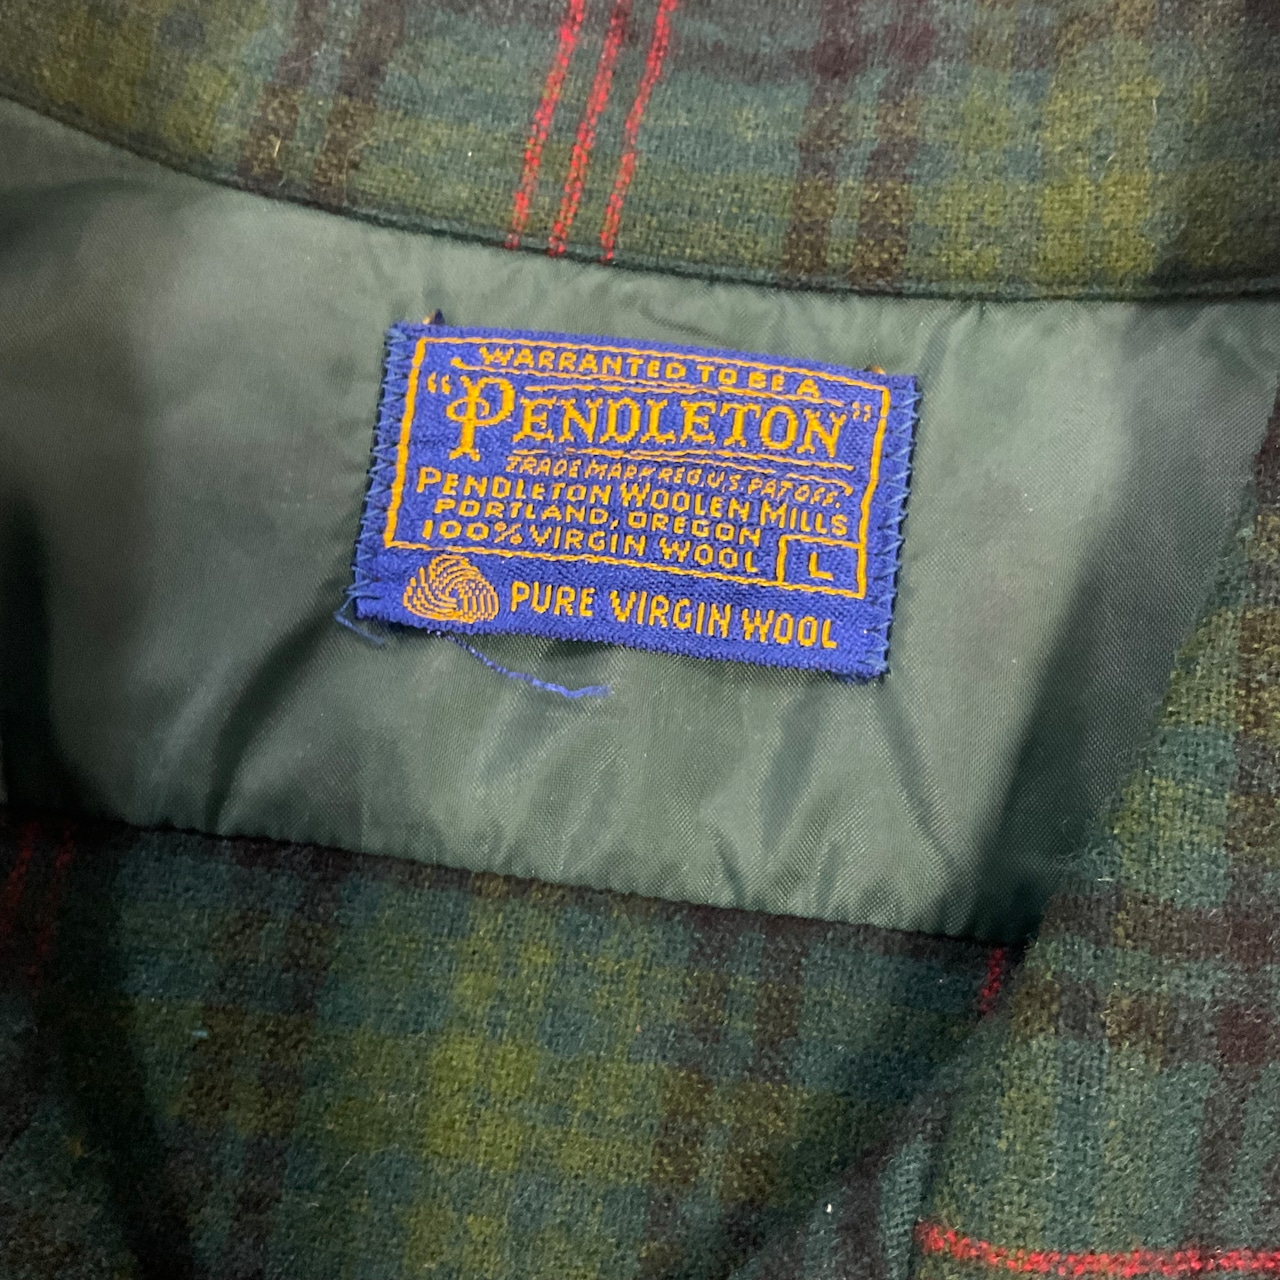 WARRANTED TO BE A
"PENDLETON"
TRADE MARK REG. U.S. PAT OFF.
PENDLETON WOOLEN MILLS
PORTLAND, OREGON
100% VIRGIN WOOL L
PURE VIRGIN WOOL